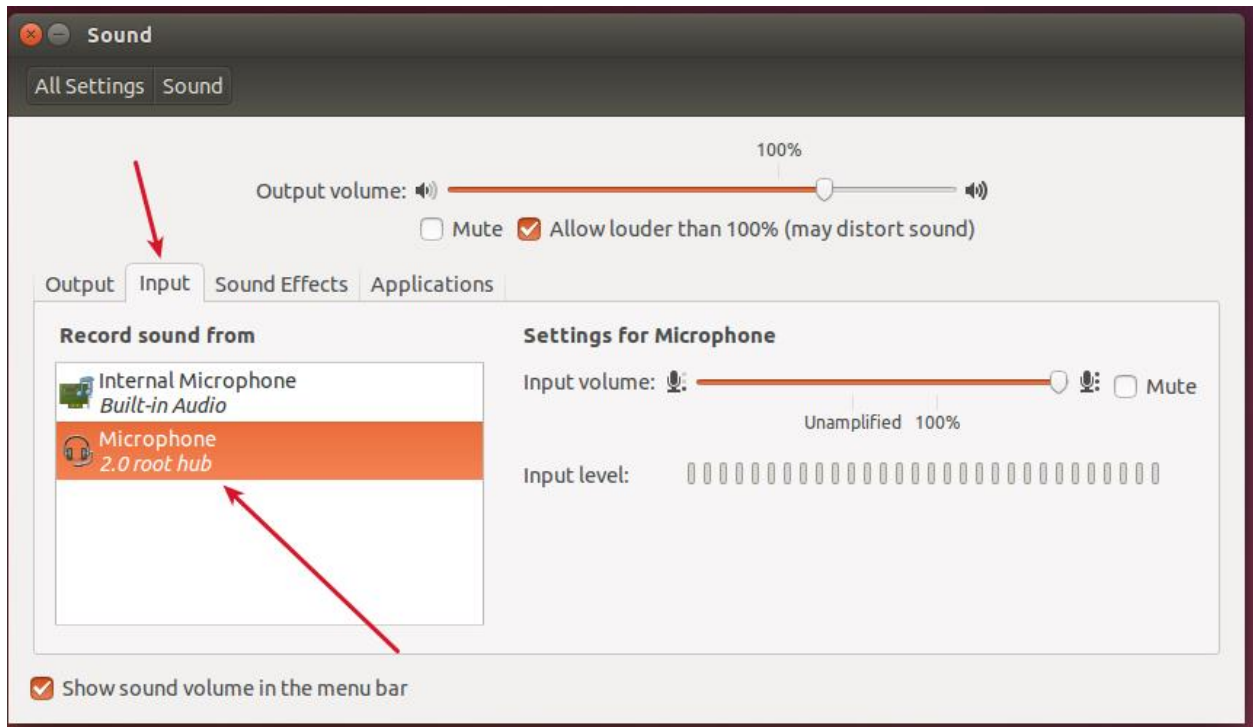 Sound
All Settings Sound
100%
Output volume:
Mute Allow louder than 100% (may distort sound)
Output Input Sound Effects Applications
Record sound from
Internal Microphone
Built-in Audio
Microphone
2.0 root hub
Settings for Microphone
Input volume: Mute
Unamplified 100%
Input level:
Show sound volume in the menu bar